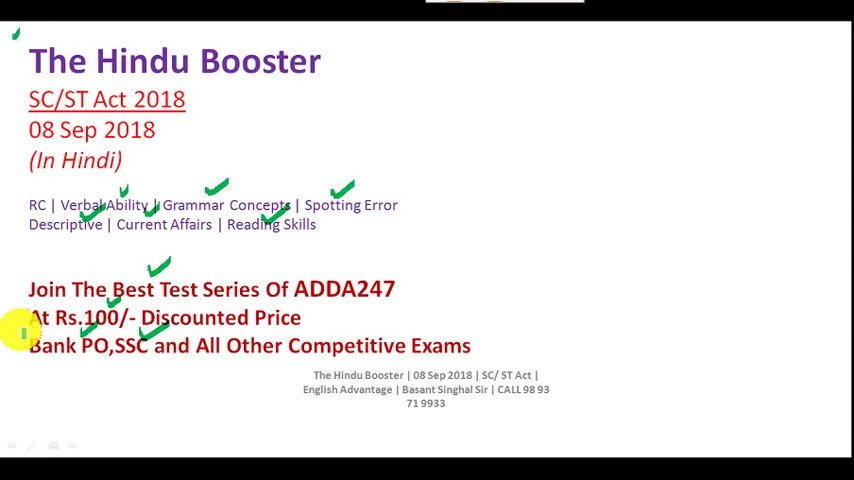 The Hindu Booster
SC/ST Act 2018
08 Sep 2018
(In Hindi)
RC | Verbal Ability | Grammar Concepts | Spotting Error
Descriptive | Current Affairs | Reading Skills
Join The Best Test Series Of ADDA247
At Rs.100/- Discounted Price
Bank PO,SSC and All Other Competitive Exams
The Hindu Booster | 08 Sep 2018 | SC/ ST Act |
English Advantage | Basant Singhal Sir | CALL 98 93
71 9933